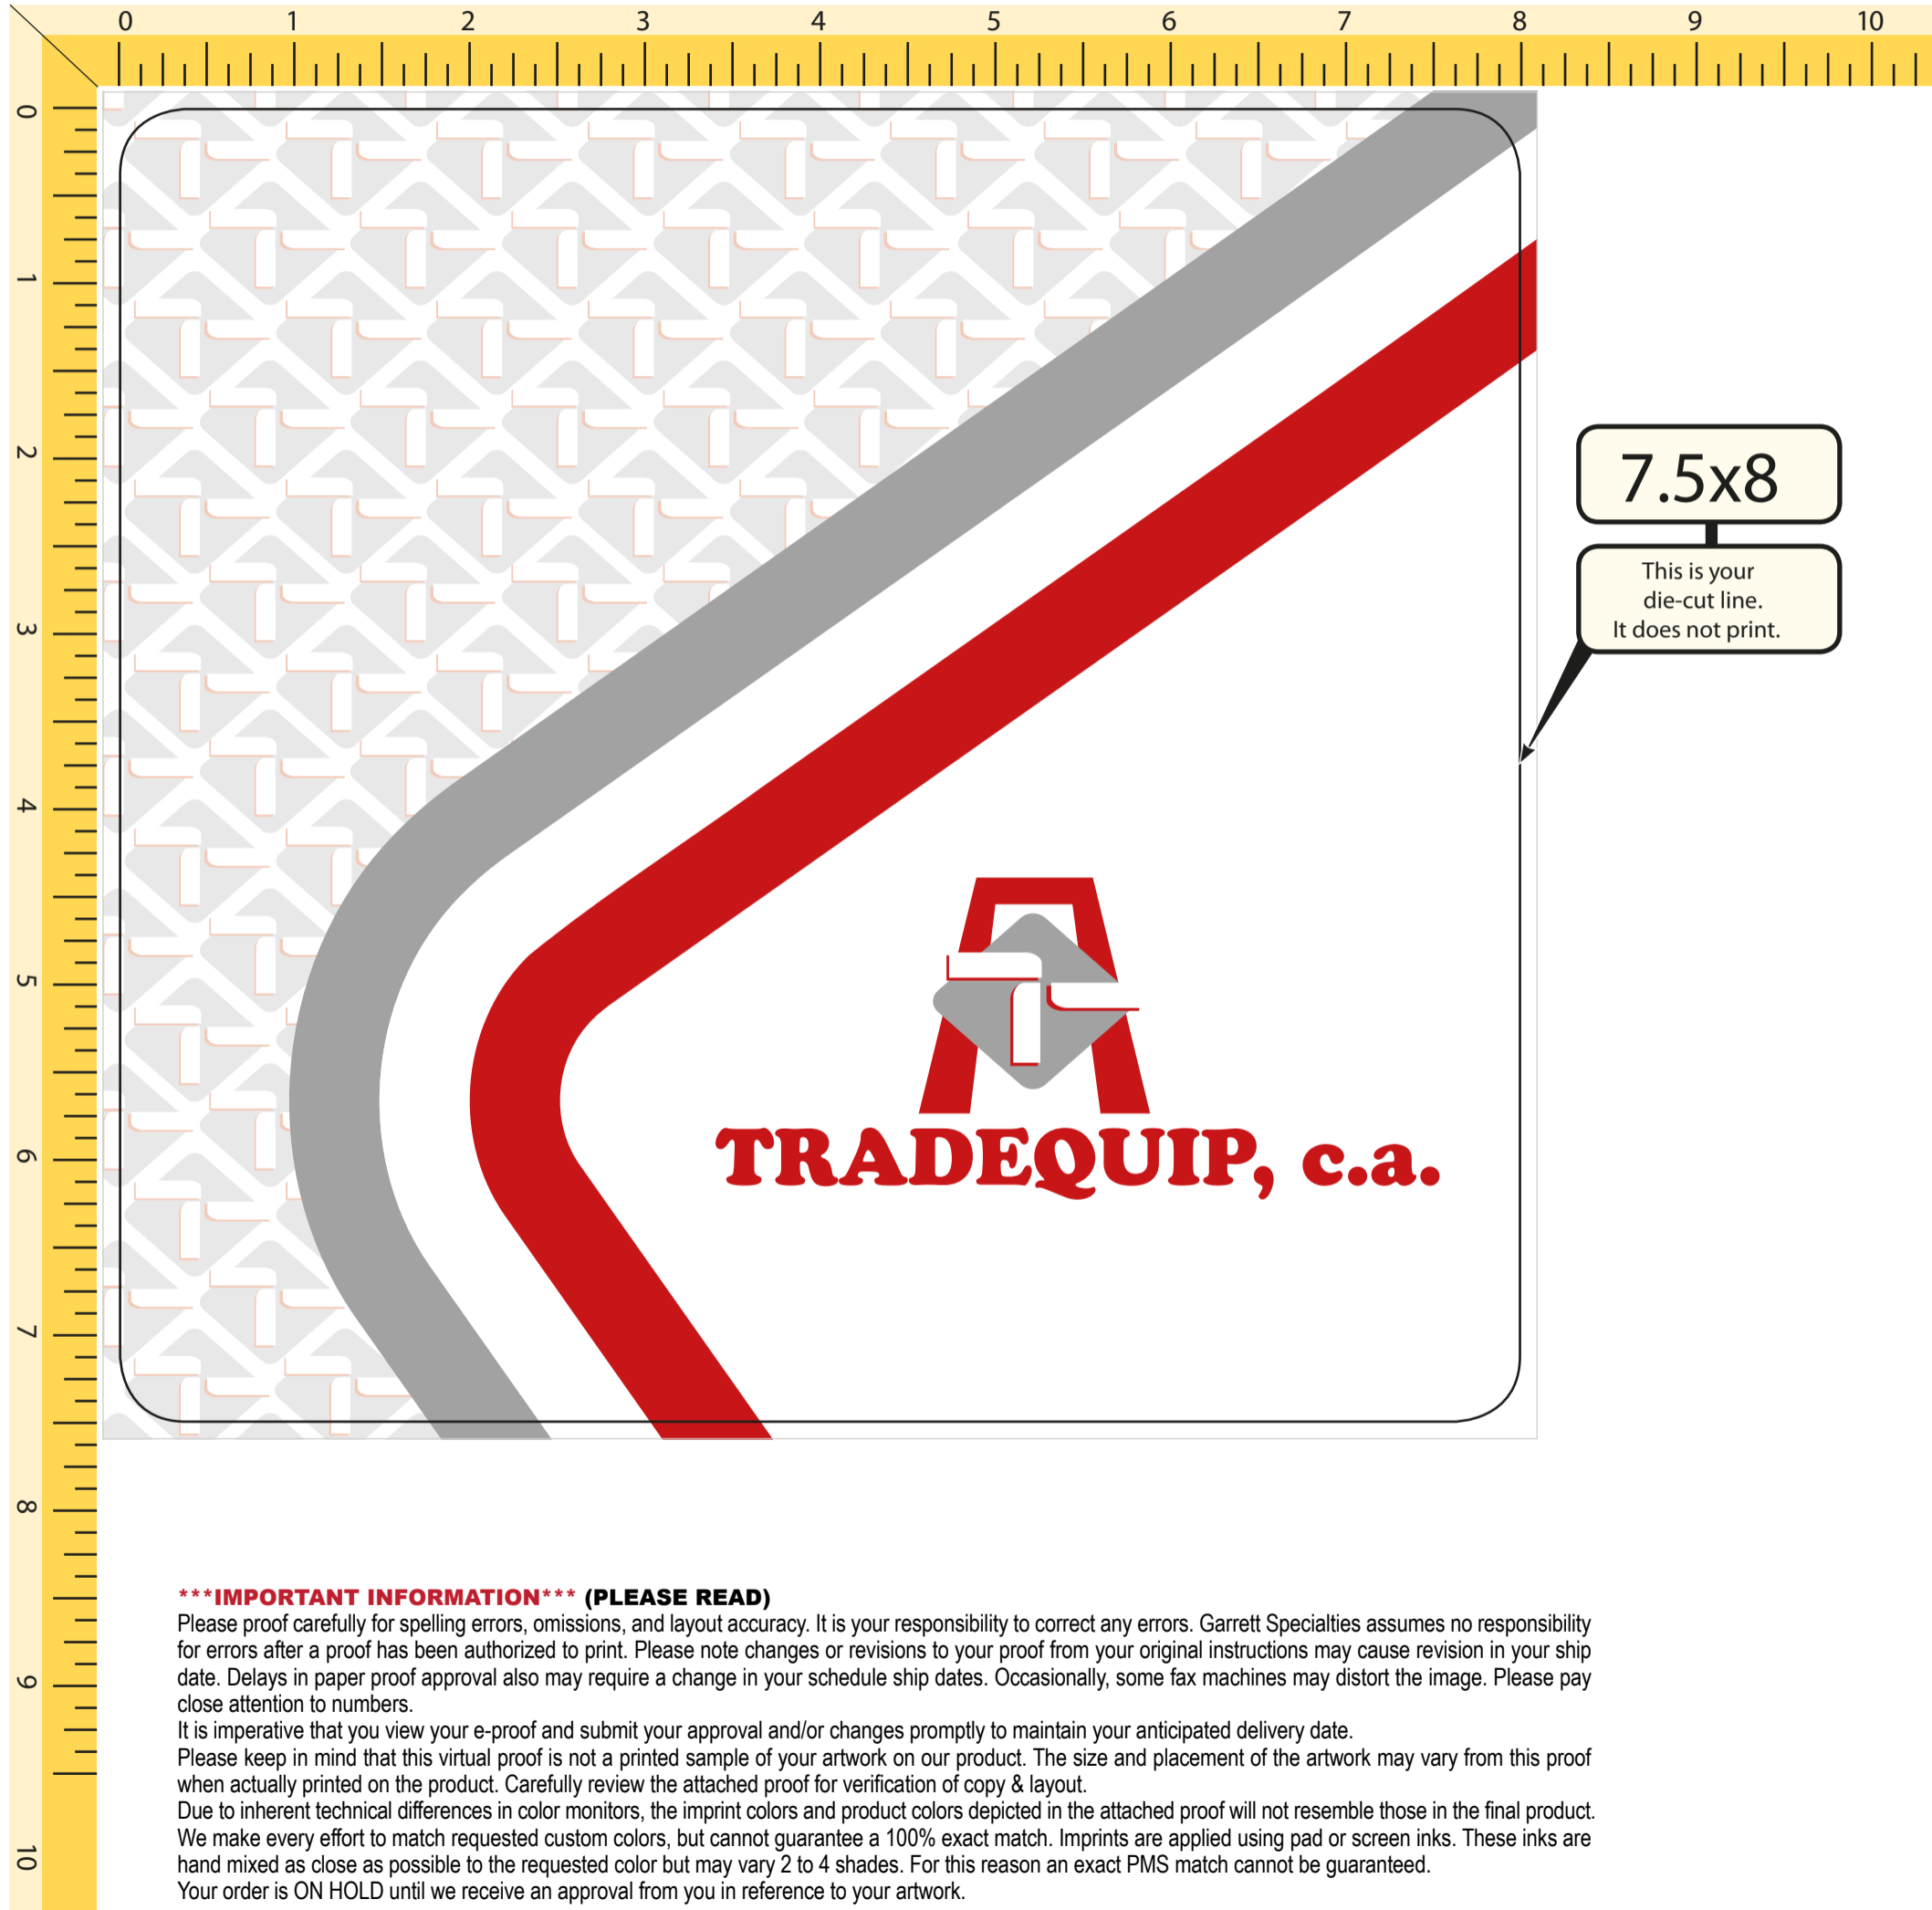 0 1 2 3 4 5 6 7 8 9 10
0
1
2
3
4
5
6
7
8
9
10
7.5x8
This is your
die-cut line.
It does not print.
TRADEQUIP, c.a.
***IMPORTANT INFORMATION*** (PLEASE READ)
Please proof carefully for spelling errors, omissions, and layout accuracy. It is your responsibility to correct any errors. Garrett Specialties assumes no responsibility
for errors after a proof has been authorized to print. Please note changes or revisions to your proof from your original instructions may cause revision in your ship
date. Delays in paper proof approval also may require a change in your schedule ship dates. Occasionally, some fax machines may distort the image. Please pay
close attention to numbers.
It is imperative that you view your e-proof and submit your approval and/or changes promptly to maintain your anticipated delivery date.
Please keep in mind that this virtual proof is not a printed sample of your artwork on our product. The size and placement of the artwork may vary from this proof
when actually printed on the product. Carefully review the attached proof for verification of copy & layout.
Due to inherent technical differences in color monitors, the imprint colors and product colors depicted in the attached proof will not resemble those in the final product.
We make every effort to match requested custom colors, but cannot guarantee a 100% exact match. Imprints are applied using pad or screen inks. These inks are
hand mixed as close as possible to the requested color but may vary 2 to 4 shades. For this reason an exact PMS match cannot be guaranteed.
Your order is ON HOLD until we receive an approval from you in reference to your artwork.